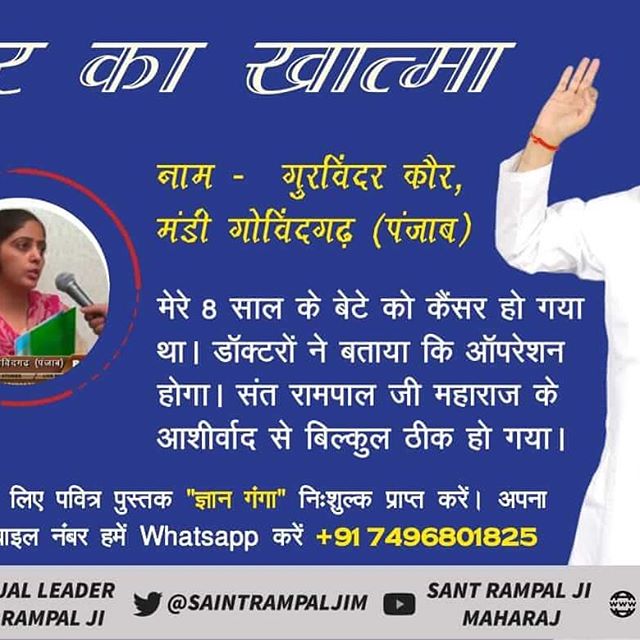 र का खात्मा
नाम - गुरविंदर कौर,
मंडी गोविंदगढ़ (पंजाब)
मेरे 8 साल के बेटे को कैंसर हो गया
था। डॉक्टरों ने बताया कि ऑपरेशन
होगा। संत रामपाल जी महाराज के
आशीर्वाद से बिल्कुल ठीक हो गया।
विंदगढ़ (पंजाब)
लिए पवित्र पुस्तक "ज्ञान गंगा" निःशुल्क प्राप्त करें। अपना
बाइल नंबर हमें Whatsapp करें +91 7496801825
UAL LEADER
RAMPAL JI
@SAINTRAMPALJIM
SANT RAMPAL JI
MAHARAJ